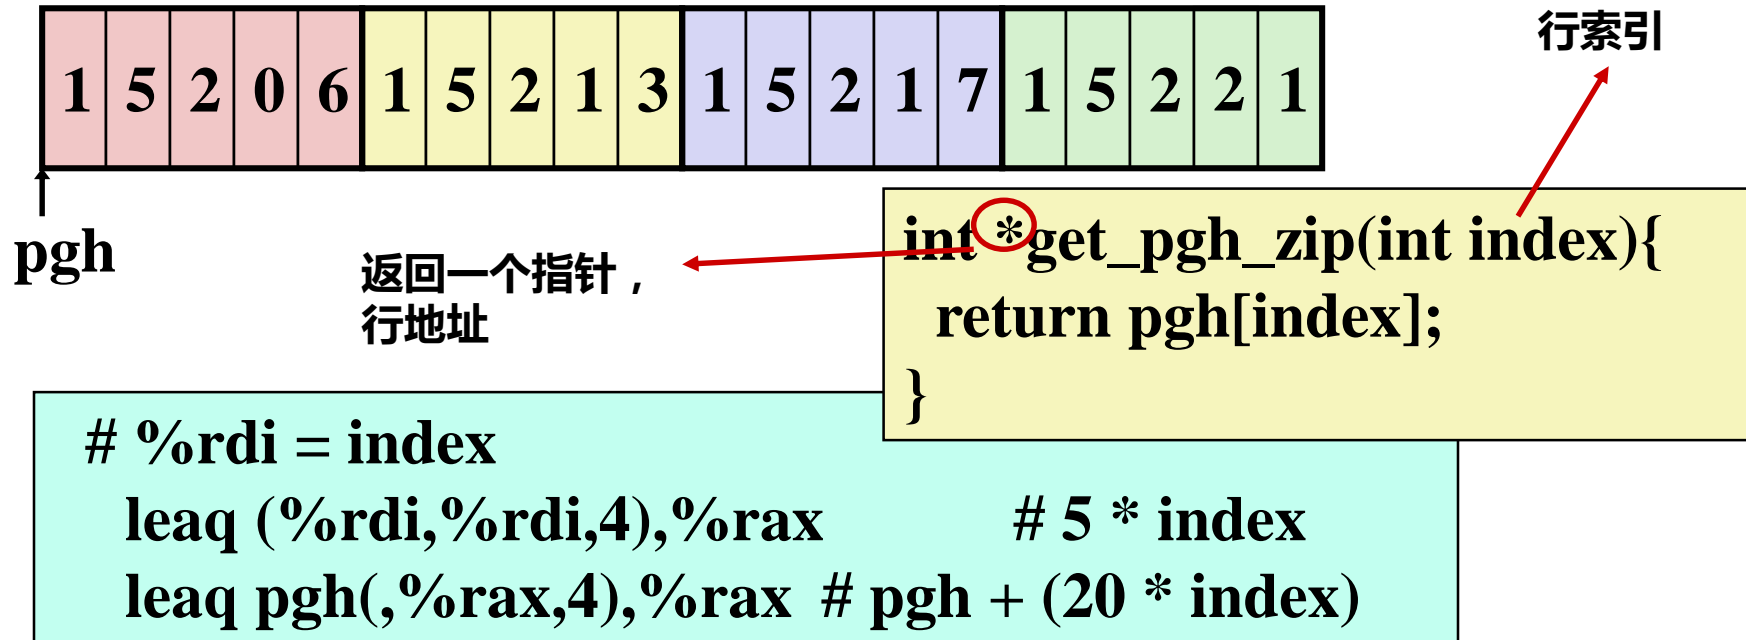 行索引
1 5 2 0 6 1 5 2 1 3 1 5 2 1 7 1 5 2 2 1
pgh
返回一个指针，
行地址
int *get_pgh_zip(int index){
return pgh[index];
}
# %rdi = index
leaq (%rdi,%rdi,4),%rax # 5 * index
leaq pgh(,%rax,4),%rax # pgh + (20 * index)